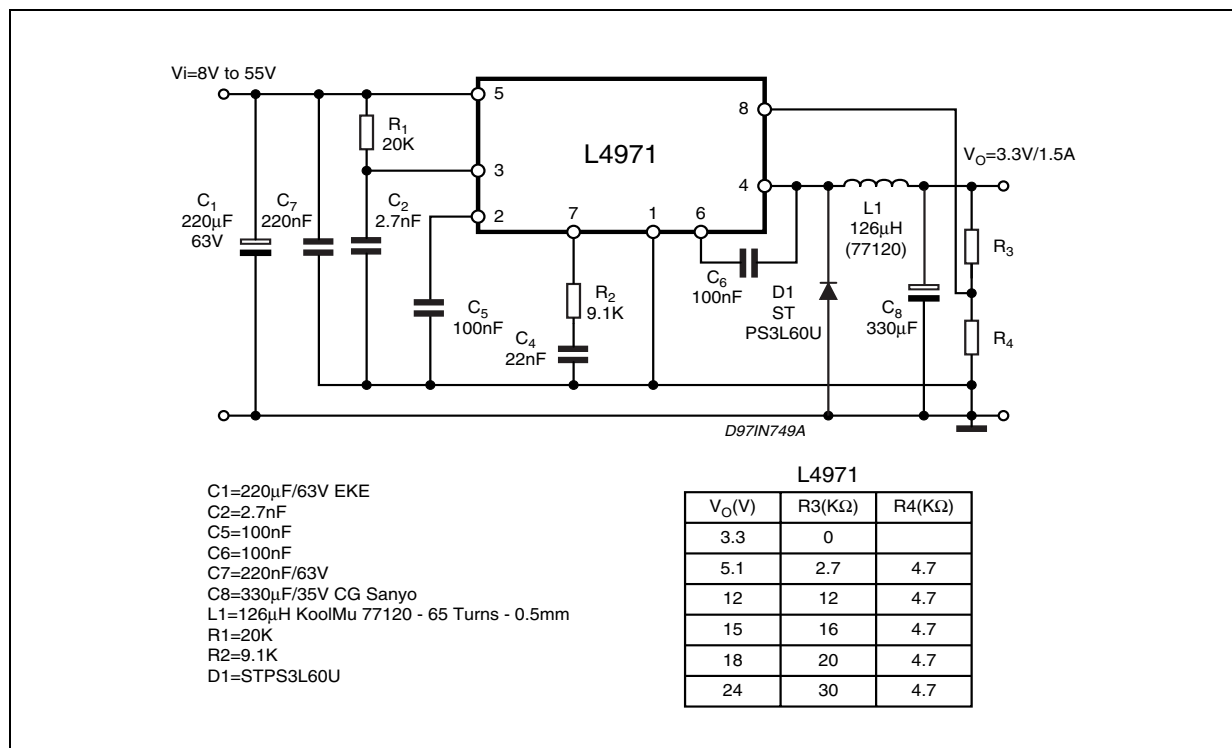 Vi=8V to 55V
5
8
R1
20K
L4971
VO=3.3V/1.5A
3
4
C1
220μF
63V
C7
220nF
C2
2.7nF
2
7
1
6
L1
126μH
(77120)
R3
C6
100nF
R2
9.1K
D1
ST
PS3L60U
C5
100nF
C8
330μF
R4
C4
22nF
D97IN749A
C1=220μF/63V EKE
C2=2.7nF
C5=100nF
C6=100nF
C7=220nF/63V
C8=330μF/35V CG Sanyo
L1=126μH KoolMu 77120 - 65 Turns - 0.5mm
R1=20K
R2=9.1K
D1=STPS3L60U
L4971
VO(V) R3(KΩ) R4(KΩ)
3.3 0
5.1 2.7 4.7
12 12 4.7
15 16 4.7
18 20 4.7
24 30 4.7